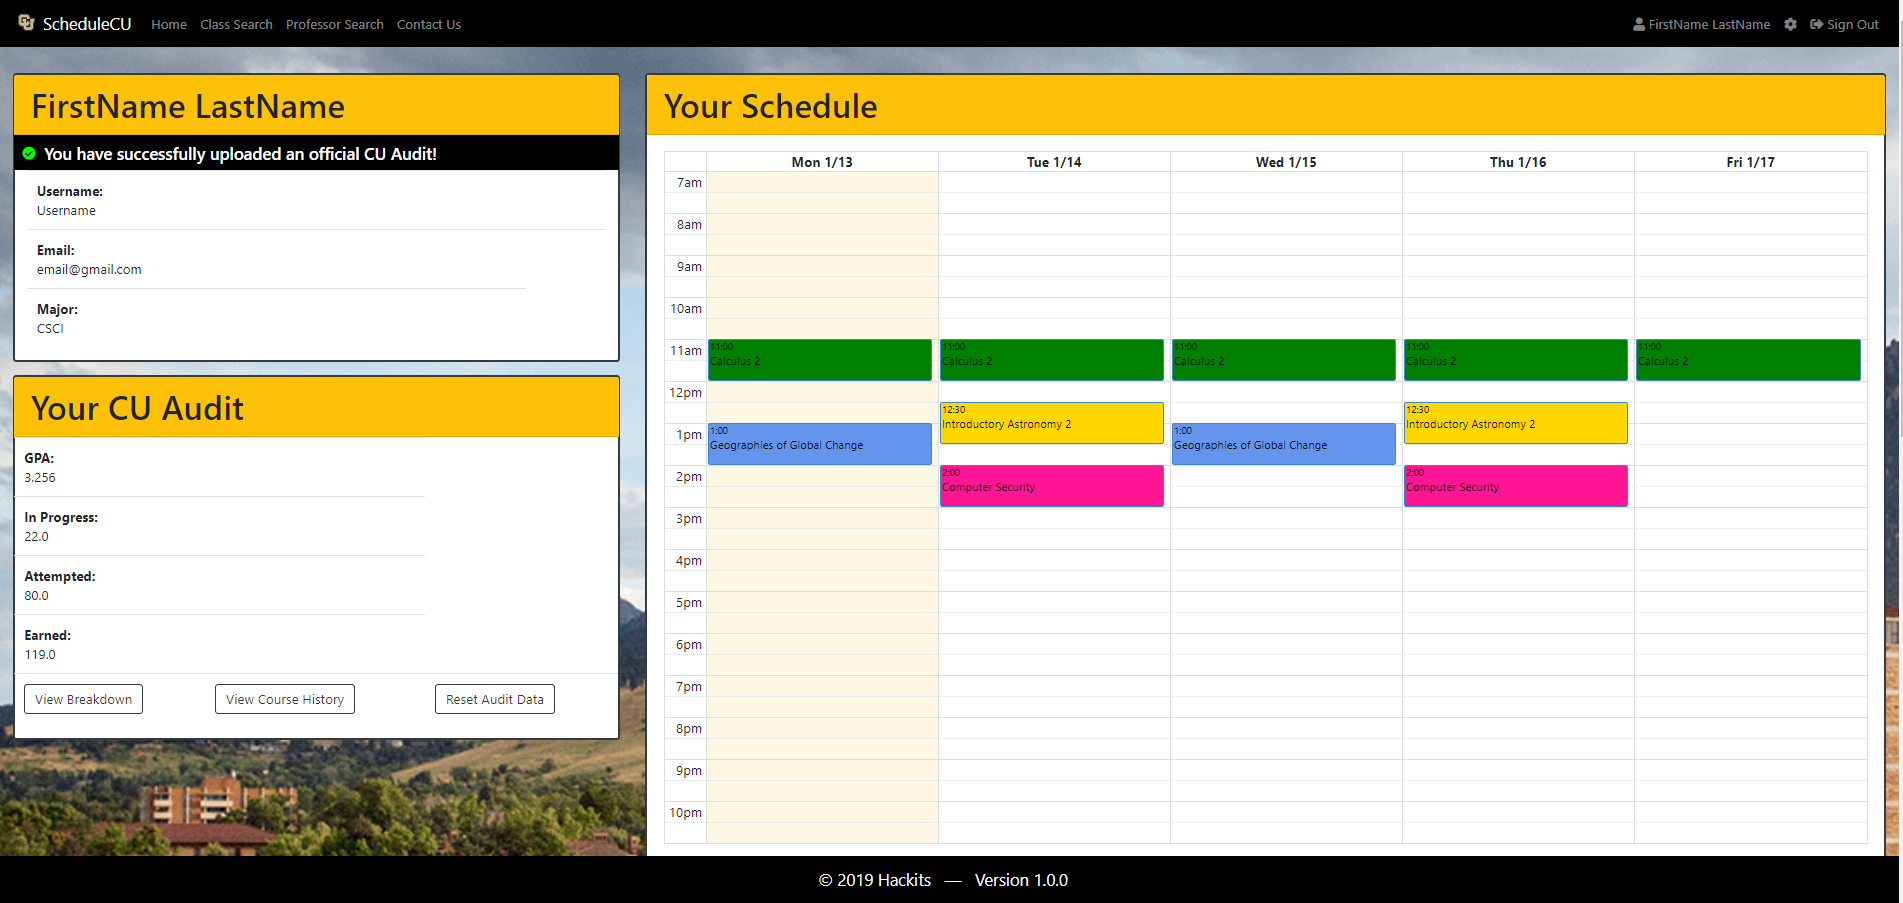 ScheduleCU Home Class Search Professor Search Contact Us FirstName LastName Sign Out
FirstName LastName
You have successfully uploaded an official CU Audit!
Username:
Username
Email:
email@gmail.com
Major:
CSCI
Your CU Audit
GPA:
3.256
In Progress:
22.0
Attempted:
80.0
Earned:
119.0
View Breakdown View Course History Reset Audit Data
Your Schedule
Mon 1/13 Tue 1/14 Wed 1/15 Thu 1/16 Fri 1/17
7am
8am
9am
10am
11am
11:00 11:00 11:00 11:00 11:00
Calculus 2 Calculus 2 Calculus 2 Calculus 2 Calculus 2
12pm
12:30 12:30
Introductory Astronomy 2 Introductory Astronomy 2
1pm
1:00 1:00
Geographies of Global Change Geographies of Global Change
2pm
2:00 2:00
Computer Security Computer Security
3pm
4pm
5pm
6pm
7pm
8pm
9pm
10pm
© 2019 Hackits — Version 1.0.0